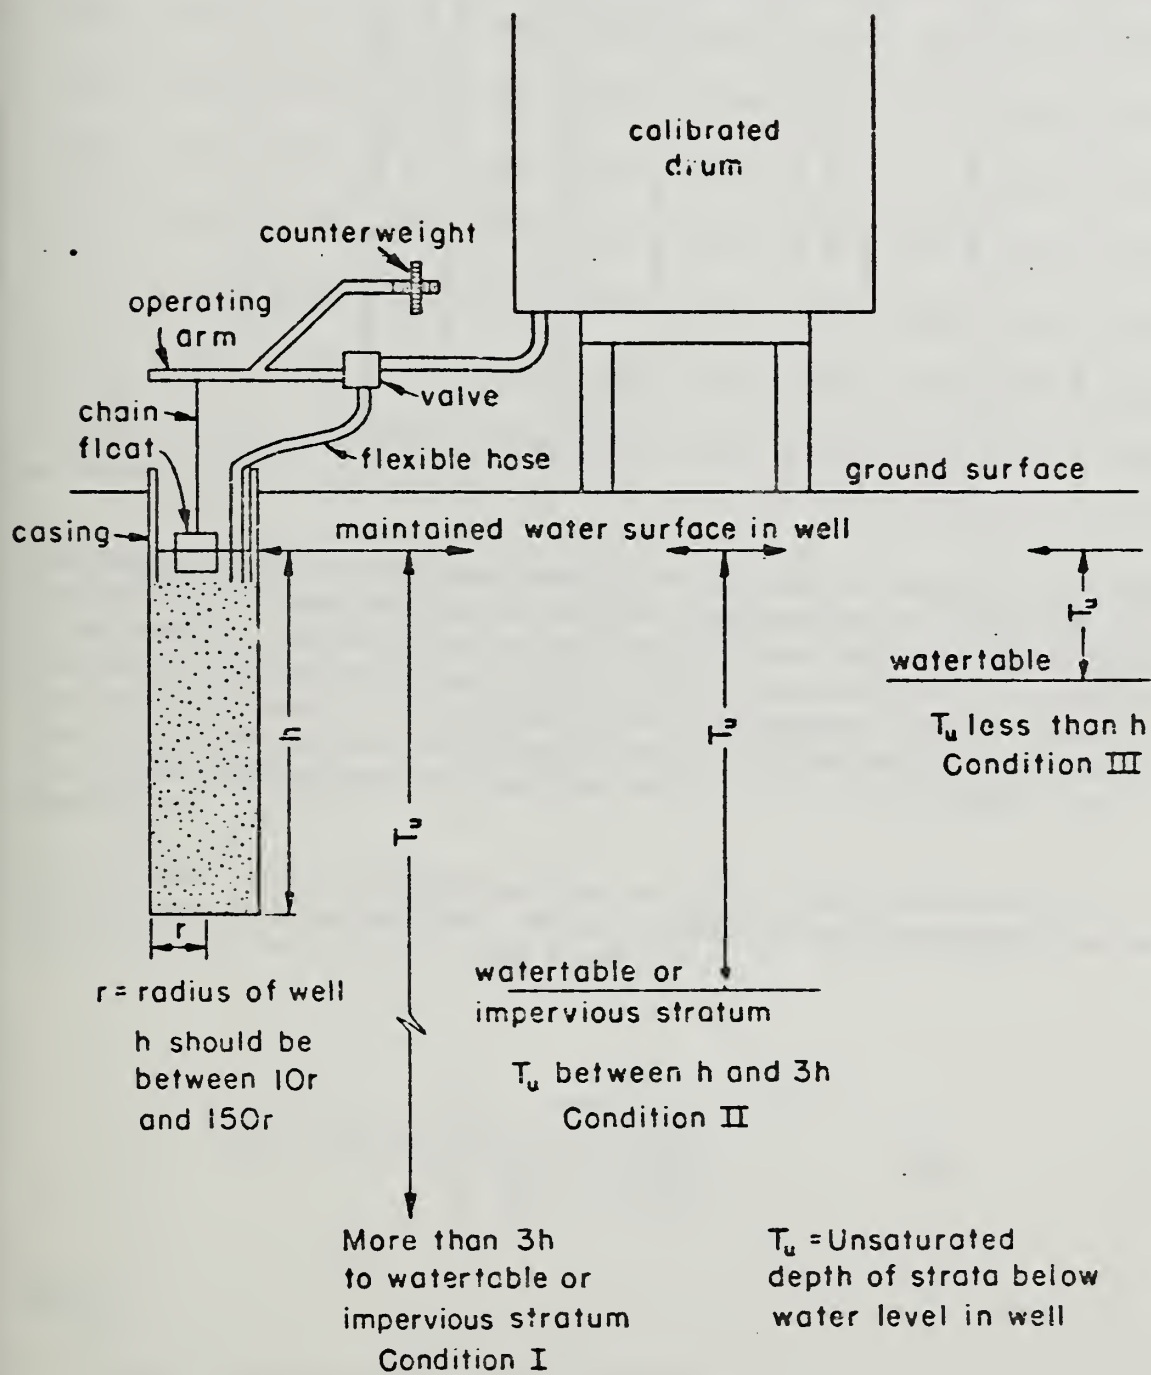 calibrated
drum
counterweight
operating
arm
valve
chain
float
flexible hose
ground surface
casing
maintained water surface in well
h
Tu
Tu
Tu
watertable
Tu less than h
Condition III
r
r = radius of well
h should be
between 10r
and 150r
watertable or
impervious stratum
Tu between h and 3h
Condition II
More than 3h
to watertable or
impervious stratum
Condition I
Tu = Unsaturated
depth of strata below
water level in well